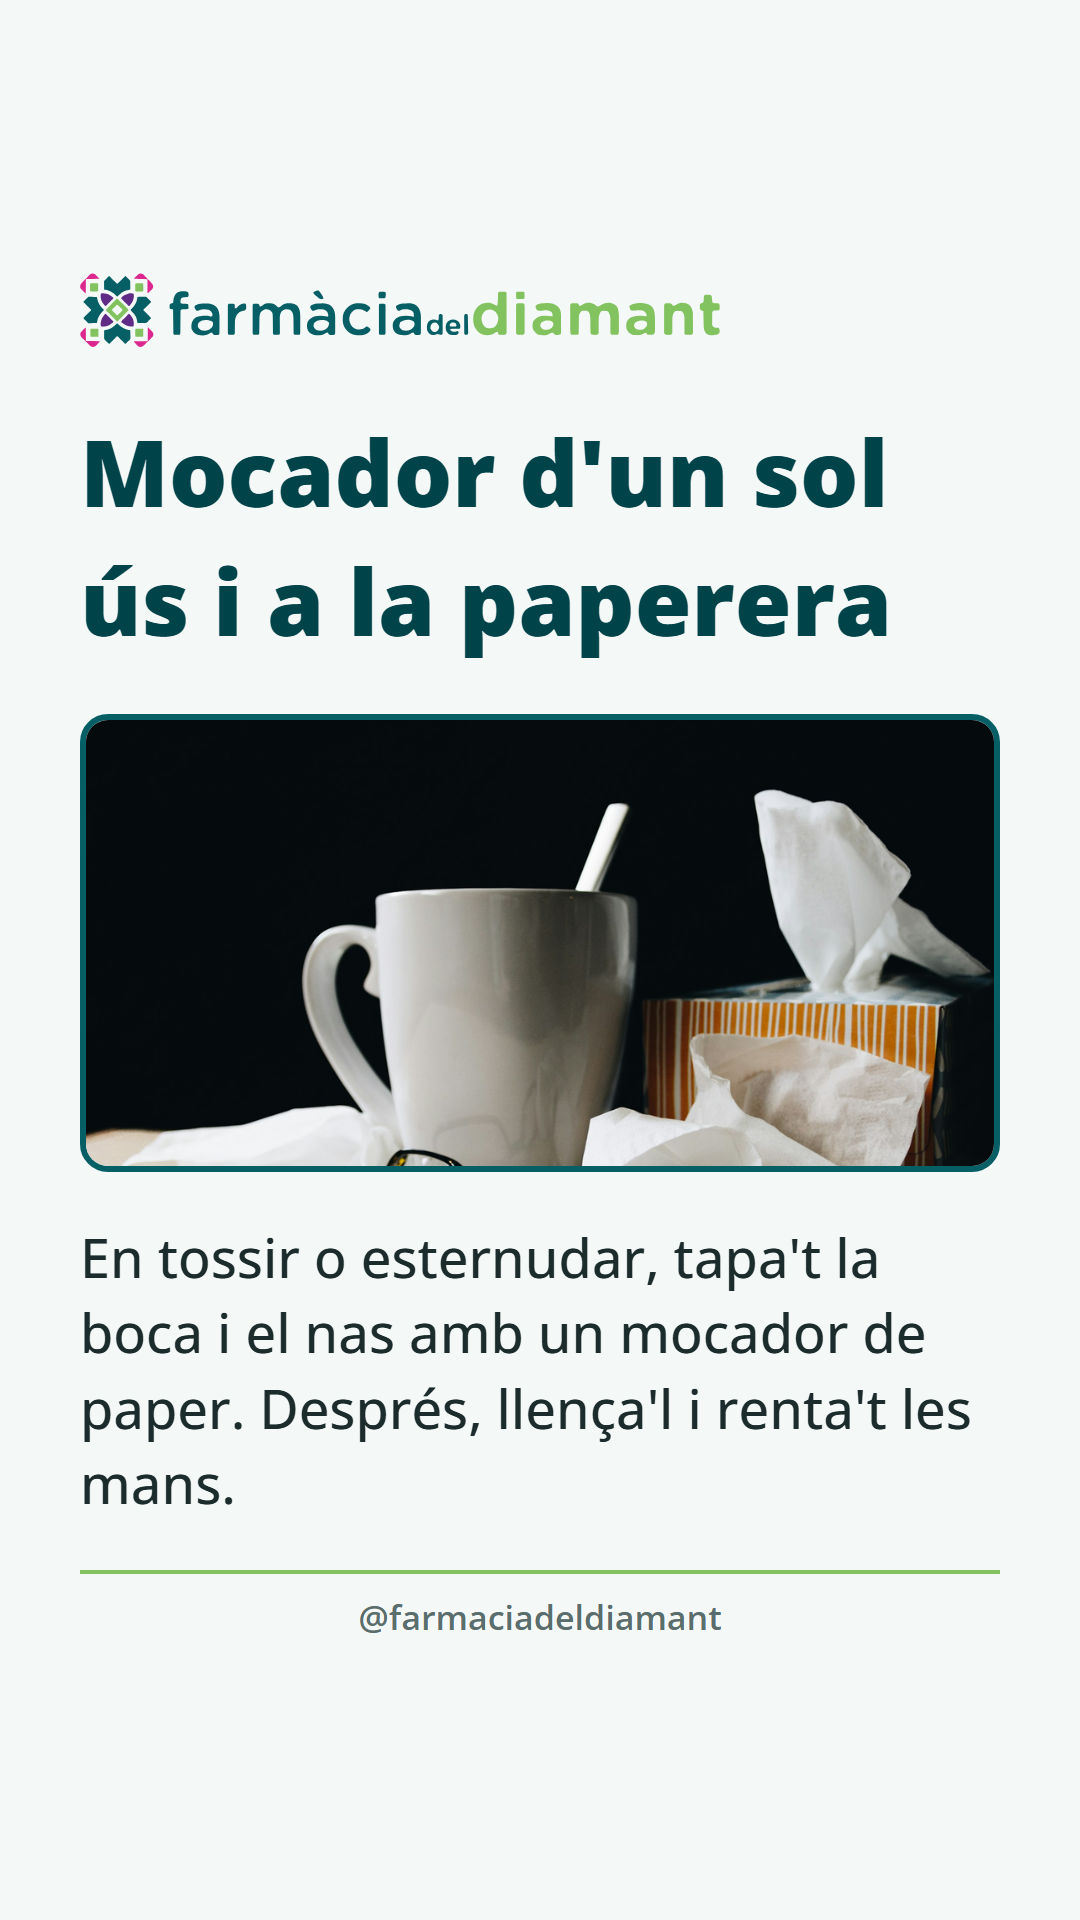 farmàciadeldiamant
Mocador d'un sol
ús i a la paperera
En tossir o esternudar, tapa't la
boca i el nas amb un mocador de
paper. Després, llença'l i renta't les
mans.
@farmaciadeldiamant